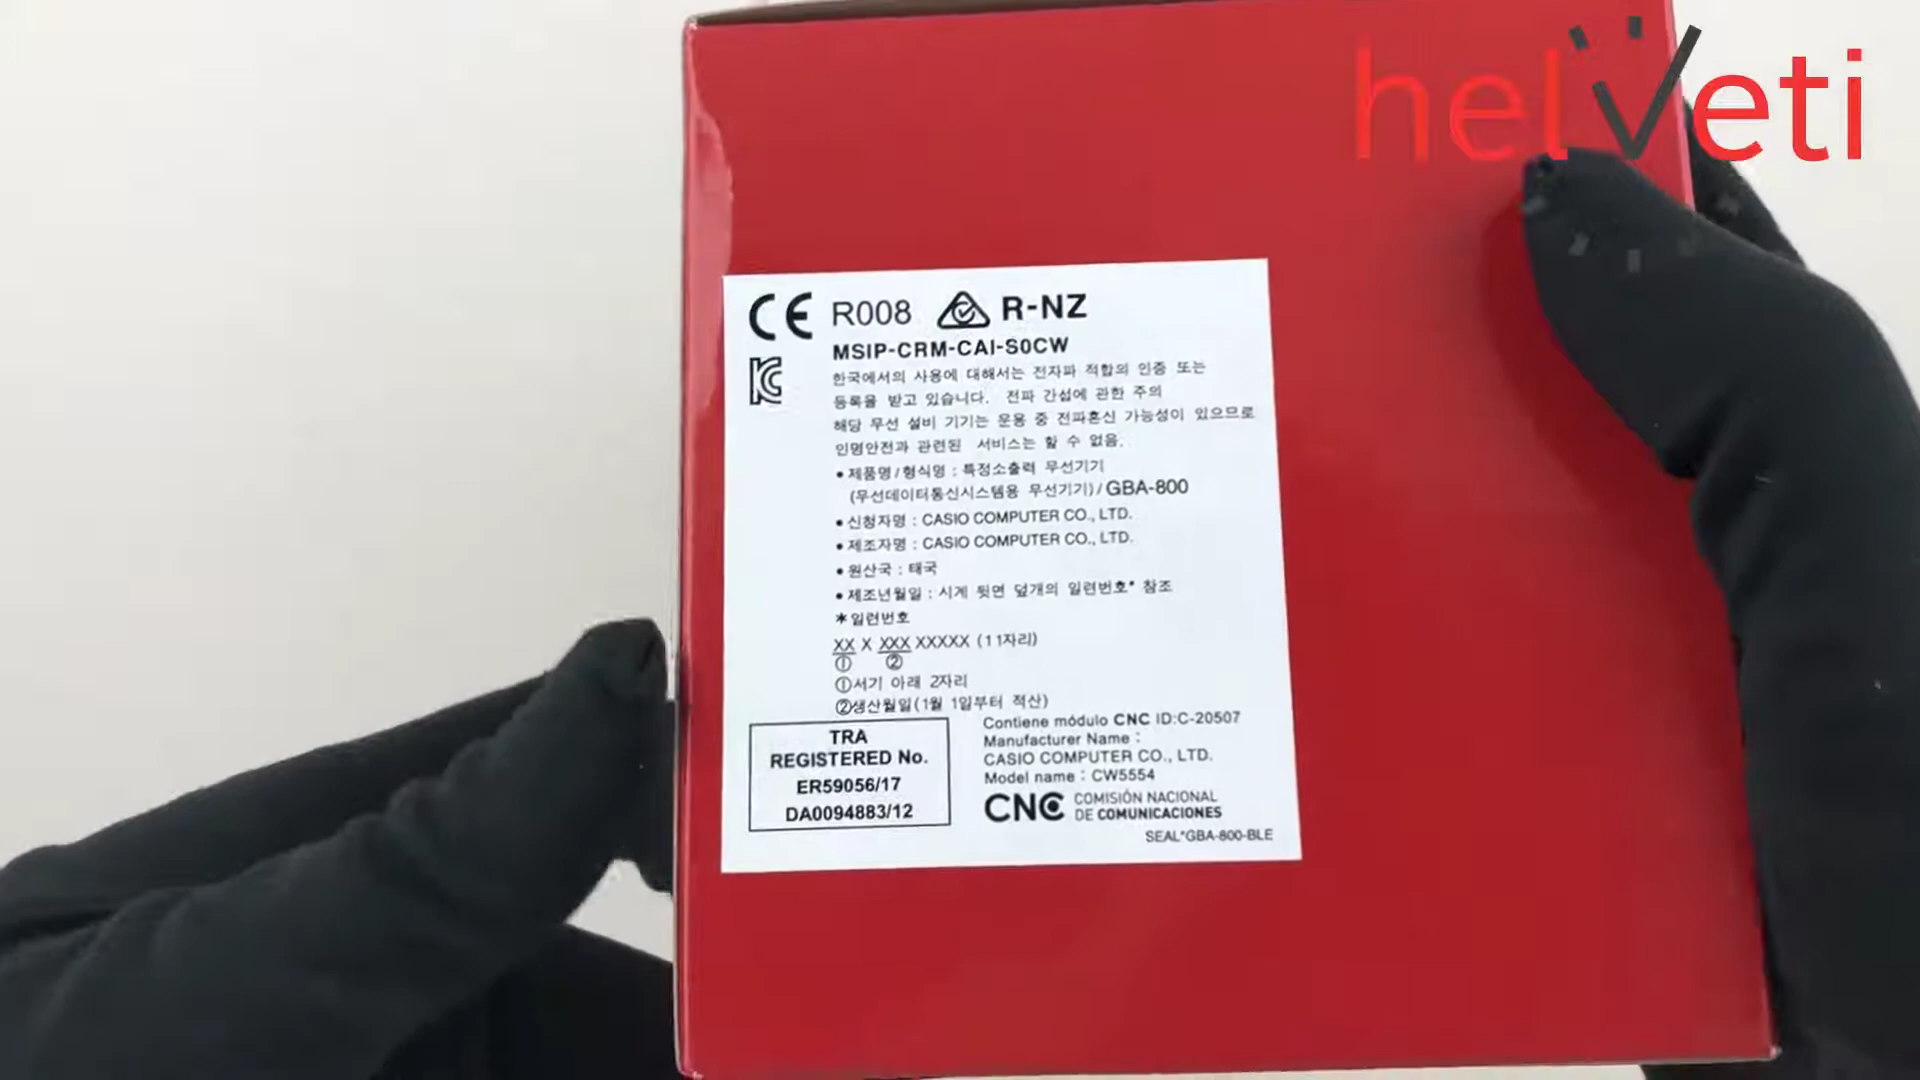 helveti
CE R008 R-NZ
MSIP-CRM-CAI-S0CW
한국에서의 사용에 대해서는 전자파 적합의 인증 또는
등록을 받고 있습니다. 전파 간섭에 관한 주의
해당 무선 설비 기기는 운용 중 전파혼신 가능성이 있으므로
인명안전과 관련된 서비스는 할 수 없음.
• 제품명/형식명 : 특정소출력 무선기기
(무선데이터통신시스템용 무선기기)/GBA-800
• 신청자명 : CASIO COMPUTER CO., LTD.
• 제조자명 : CASIO COMPUTER CO., LTD.
• 원산국 : 태국
• 제조년월일 : 시계 뒷면 덮개의 일련번호* 참조
*일련번호
XX X XXX XXXXX (11자리)
① ②
①서기 아래 2자리
②생산월일(1월 1일부터 적산)
TRA
REGISTERED No.
ER59056/17
DA0094883/12
Contiene módulo CNC ID:C-20507
Manufacturer Name :
CASIO COMPUTER CO., LTD.
Model name : CW5554
CNC COMISIÓN NACIONAL
DE COMUNICACIONES
SEAL*GBA-800-BLE